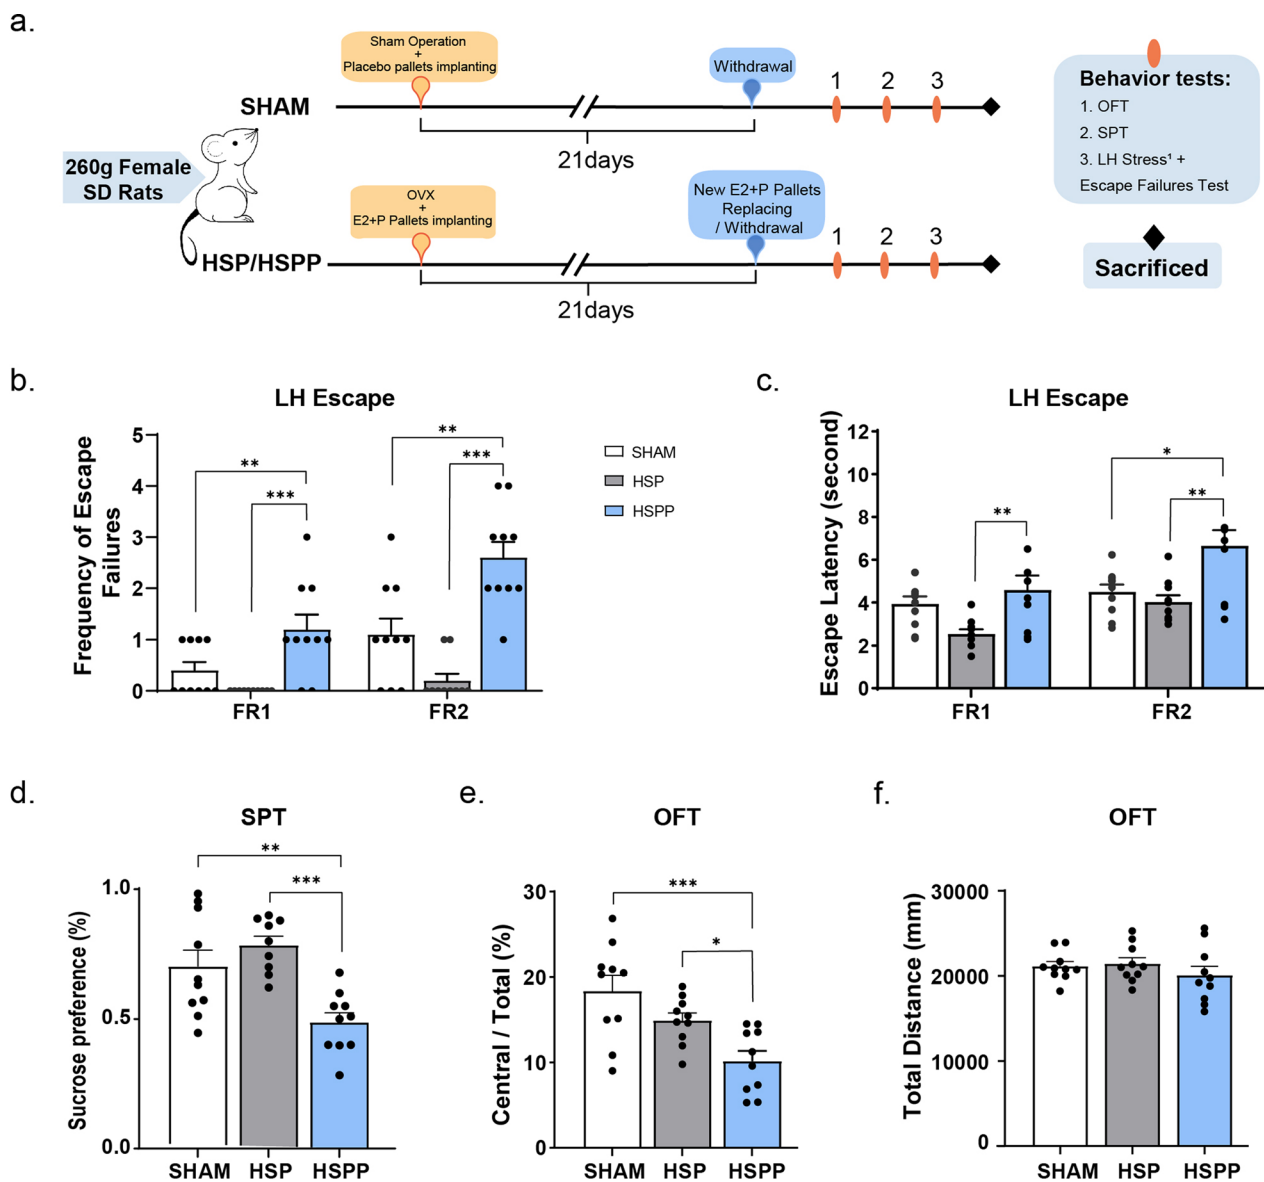 a.
Sham Operation
+
Placebo pallets implanting
Withdrawal
1 2 3
SHAM
21days
260g Female
SD Rats
OVX
+
E2+P Pallets implanting
New E2+P Pallets
Replacing
/ Withdrawal
1 2 3
HSP/HSPP
21days
Behavior tests:
1. OFT
2. SPT
3. LH Stress¹ +
Escape Failures Test
Sacrificed
b.
LH Escape
Frequency of Escape
Failures
5
4
3
2
1
0
** *** ** ***
FR1 FR2
SHAM
HSP
HSPP
c.
LH Escape
Escape Latency (second)
12
10
8
6
4
2
0
** * **
FR1 FR2
d.
SPT
Sucrose preference (%)
1.0
0.5
0.0
**
***
SHAM HSP HSPP
e.
OFT
Central / Total (%)
30
20
10
0
***
*
SHAM HSP HSPP
f.
OFT
Total Distance (mm)
30000
20000
10000
0
SHAM HSP HSPP